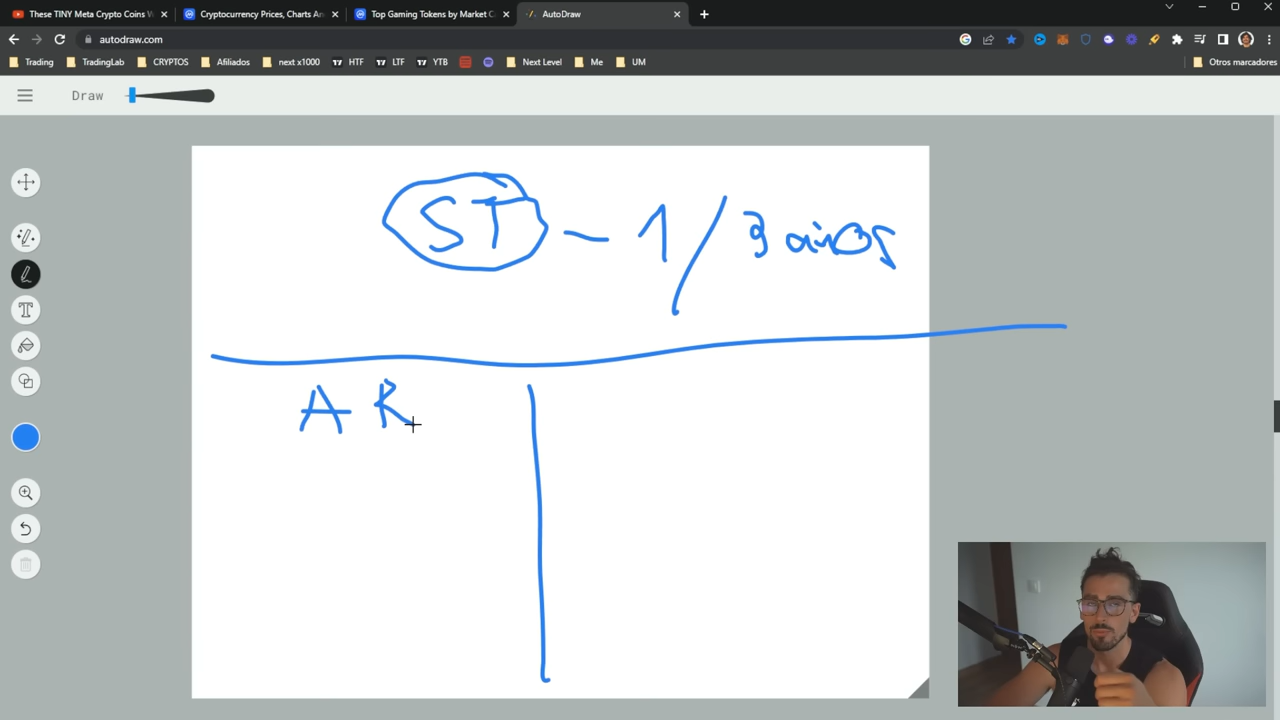 These TINY Meta Crypto Coins W
Cryptocurrency Prices, Charts An
Top Gaming Tokens by Market C
AutoDraw
autodraw.com
Trading
TradingLab
CRYPTOS
Afiliados
next x1000
HTF
LTF
YTB
Next Level
Me
UM
Otros marcadores
Draw
ST – 1 / 3 años
A R